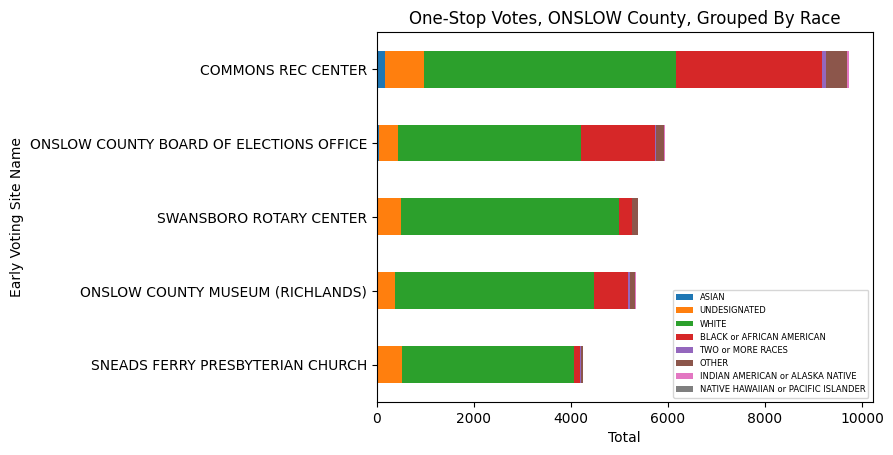 One-Stop Votes, ONSLOW County, Grouped By Race
Early Voting Site Name
COMMONS REC CENTER
ONSLOW COUNTY BOARD OF ELECTIONS OFFICE
SWANSBORO ROTARY CENTER
ONSLOW COUNTY MUSEUM (RICHLANDS)
SNEADS FERRY PRESBYTERIAN CHURCH
ASIAN
UNDESIGNATED
WHITE
BLACK or AFRICAN AMERICAN
TWO or MORE RACES
OTHER
INDIAN AMERICAN or ALASKA NATIVE
NATIVE HAWAIIAN or PACIFIC ISLANDER
0 2000 4000 6000 8000 10000
Total